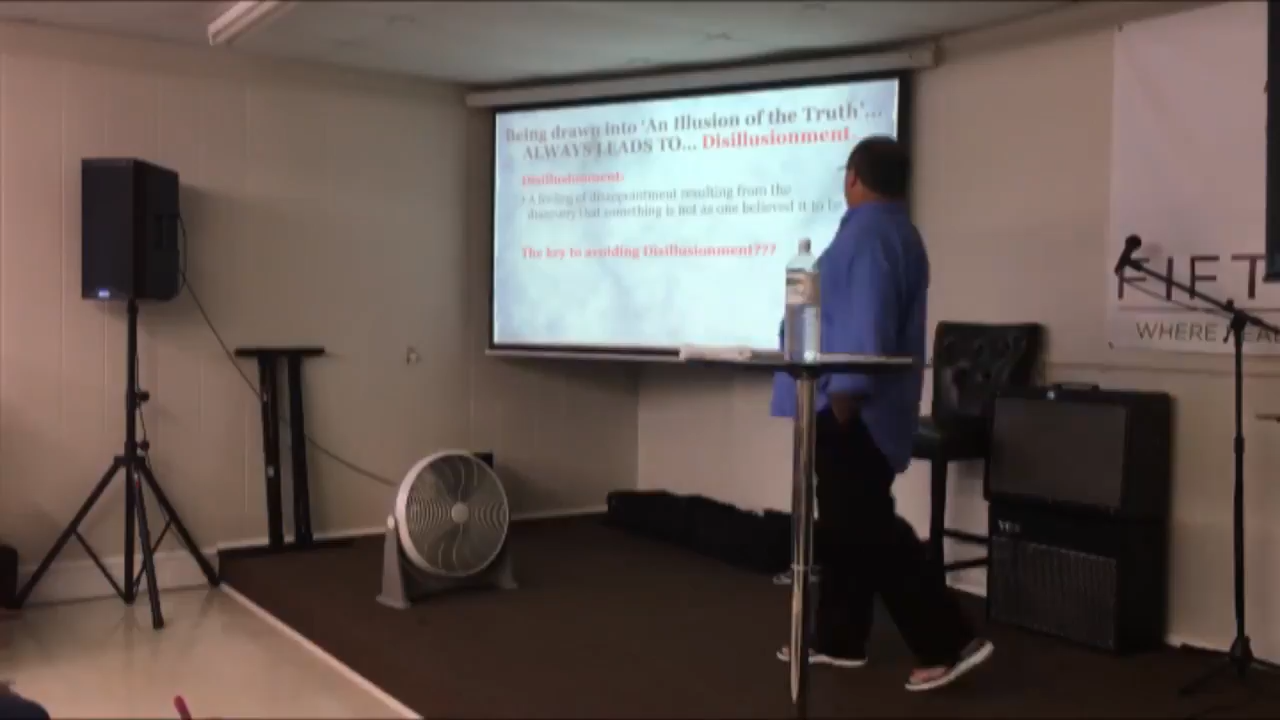 Being drawn into 'An Illusion of the Truth'...
ALWAYS LEADS TO... Disillusionment
Disillusionment:
• A feeling of disappointment resulting from the
discovery that something is not as one believed it to be
The key to avoiding Disillusionment???
FIFT
WHERE